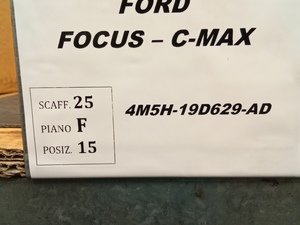 FORD
FOCUS – C-MAX
SCAFF. 25
PIANO F
POSIZ. 15
4M5H-19D629-AD